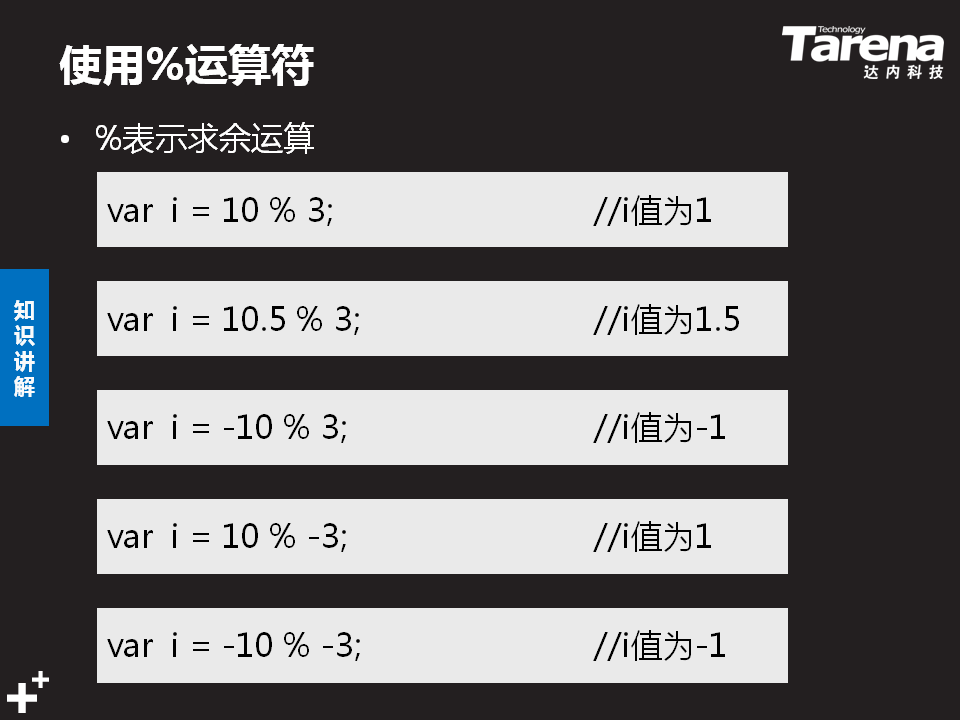 使用%运算符
Technology
Tarena
达内科技
• %表示求余运算
var i = 10 % 3; //i值为1
var i = 10.5 % 3; //i值为1.5
知识讲解
var i = -10 % 3; //i值为-1
var i = 10 % -3; //i值为1
var i = -10 % -3; //i值为-1